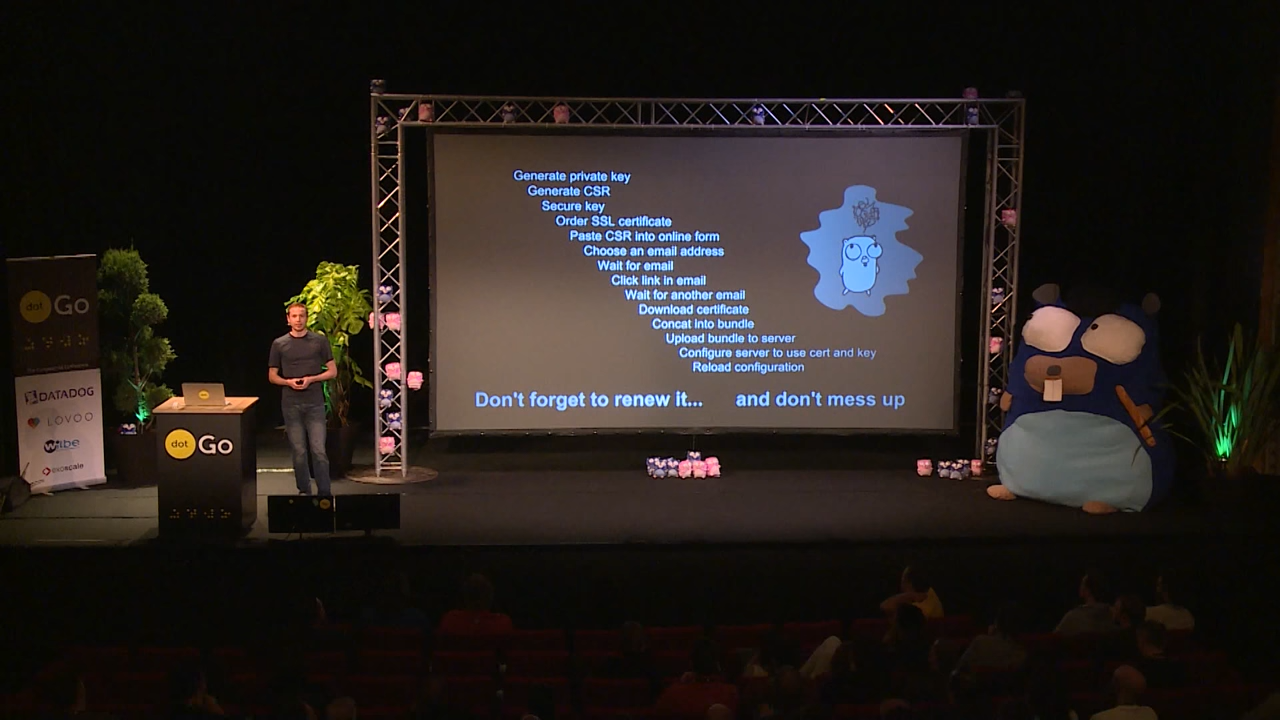 Generate private key
Generate CSR
Secure key
Order SSL certificate
Paste CSR into online form
Choose an email address
Wait for email
Click link in email
Wait for another email
Download certificate
Concat into bundle
Upload bundle to server
Configure server to use cert and key
Reload configuration
Don't forget to renew it... and don't mess up
dot Go
DATADOG
LOVOO
exoscale
dot Go